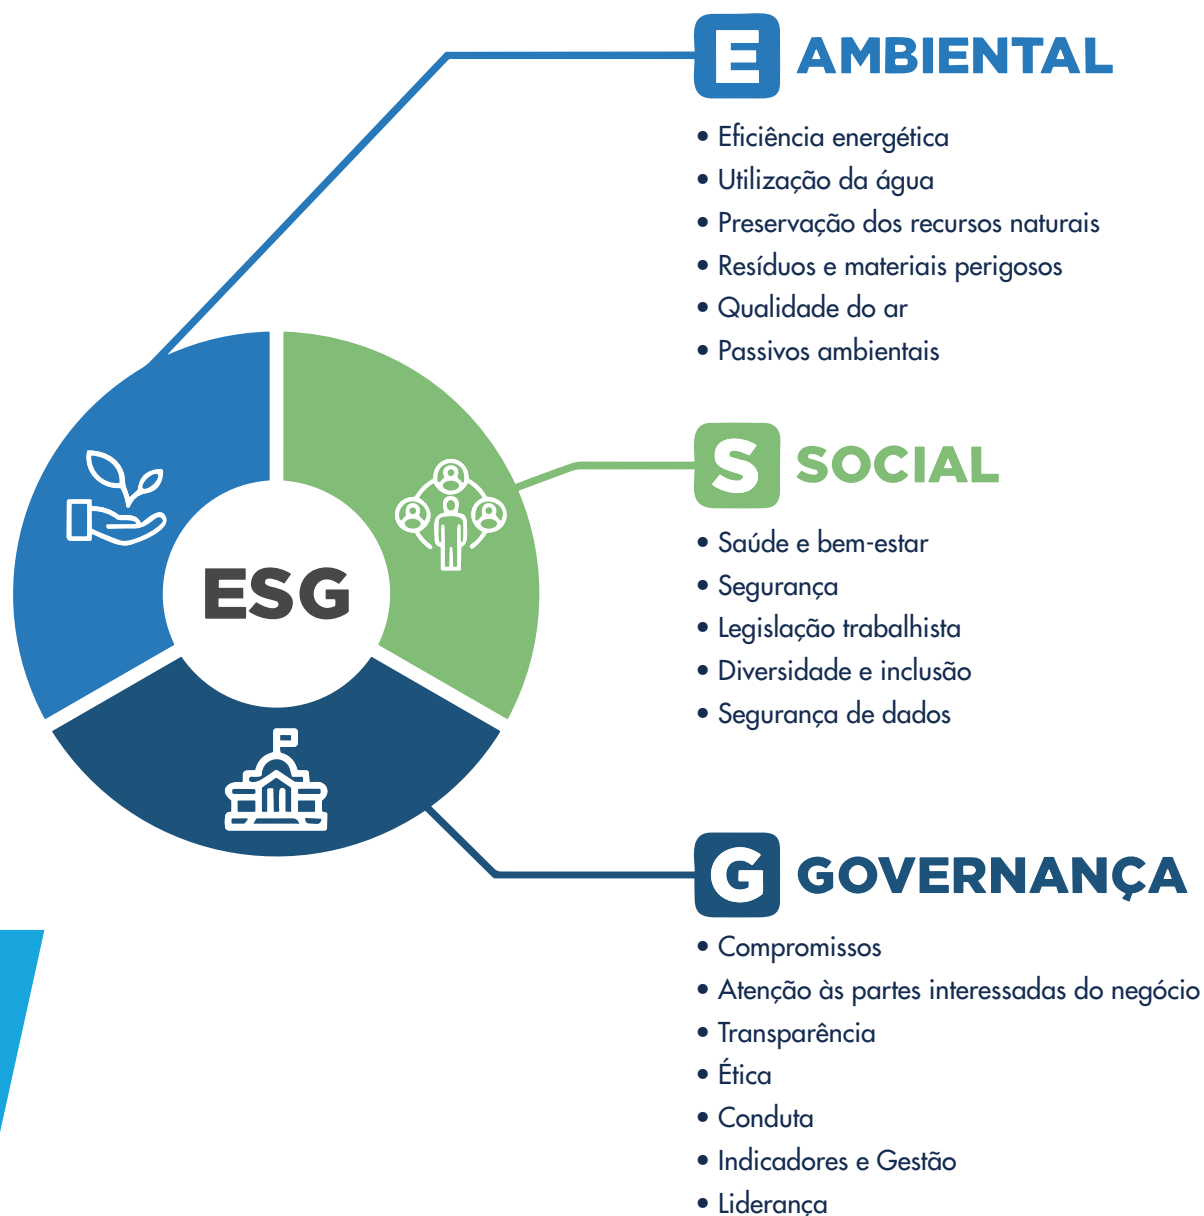 E AMBIENTAL
• Eficiência energética
• Utilização da água
• Preservação dos recursos naturais
• Resíduos e materiais perigosos
• Qualidade do ar
• Passivos ambientais
ESG
S SOCIAL
• Saúde e bem-estar
• Segurança
• Legislação trabalhista
• Diversidade e inclusão
• Segurança de dados
G GOVERNANÇA
• Compromissos
• Atenção às partes interessadas do negócio
• Transparência
• Ética
• Conduta
• Indicadores e Gestão
• Liderança